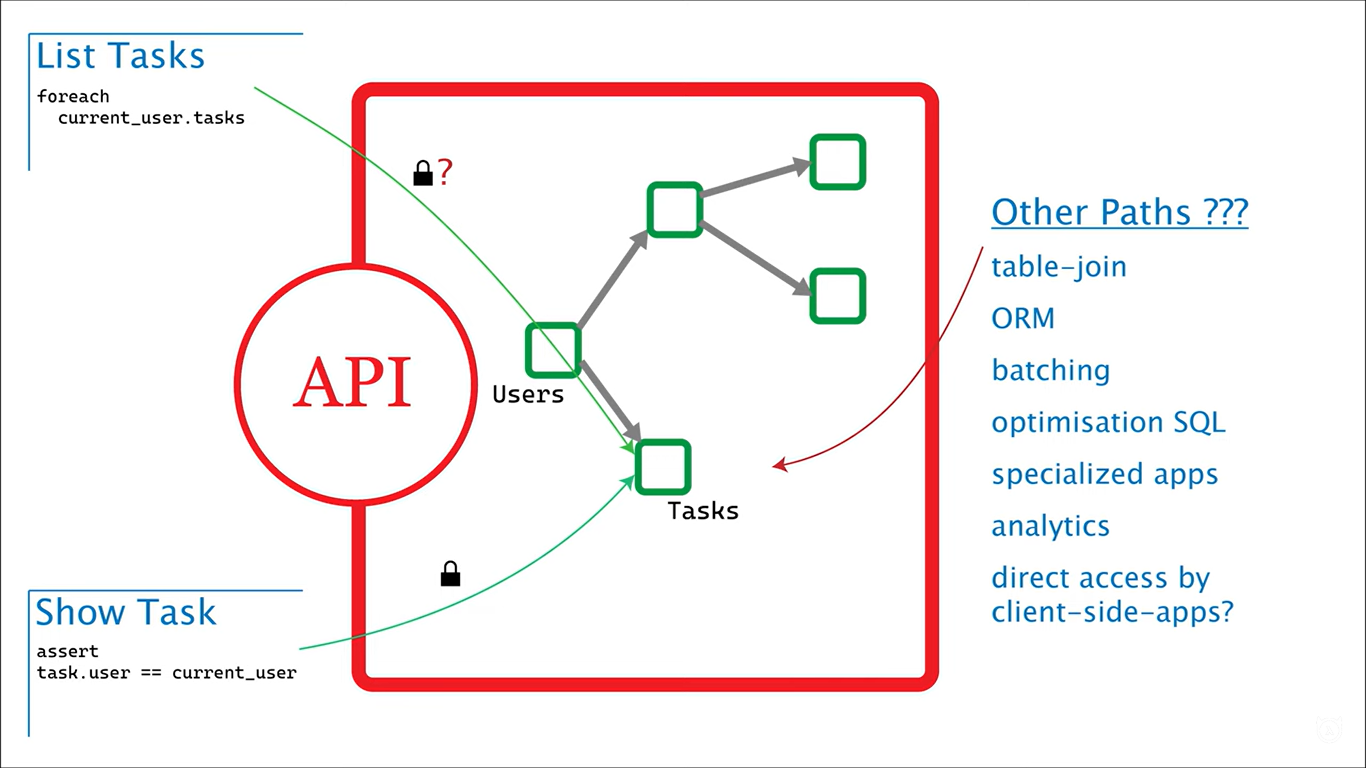 List Tasks
foreach
current_user.tasks
?
API
Users
Tasks
Show Task
assert
task.user == current_user
Other Paths ???
table-join
ORM
batching
optimisation SQL
specialized apps
analytics
direct access by
client-side-apps?